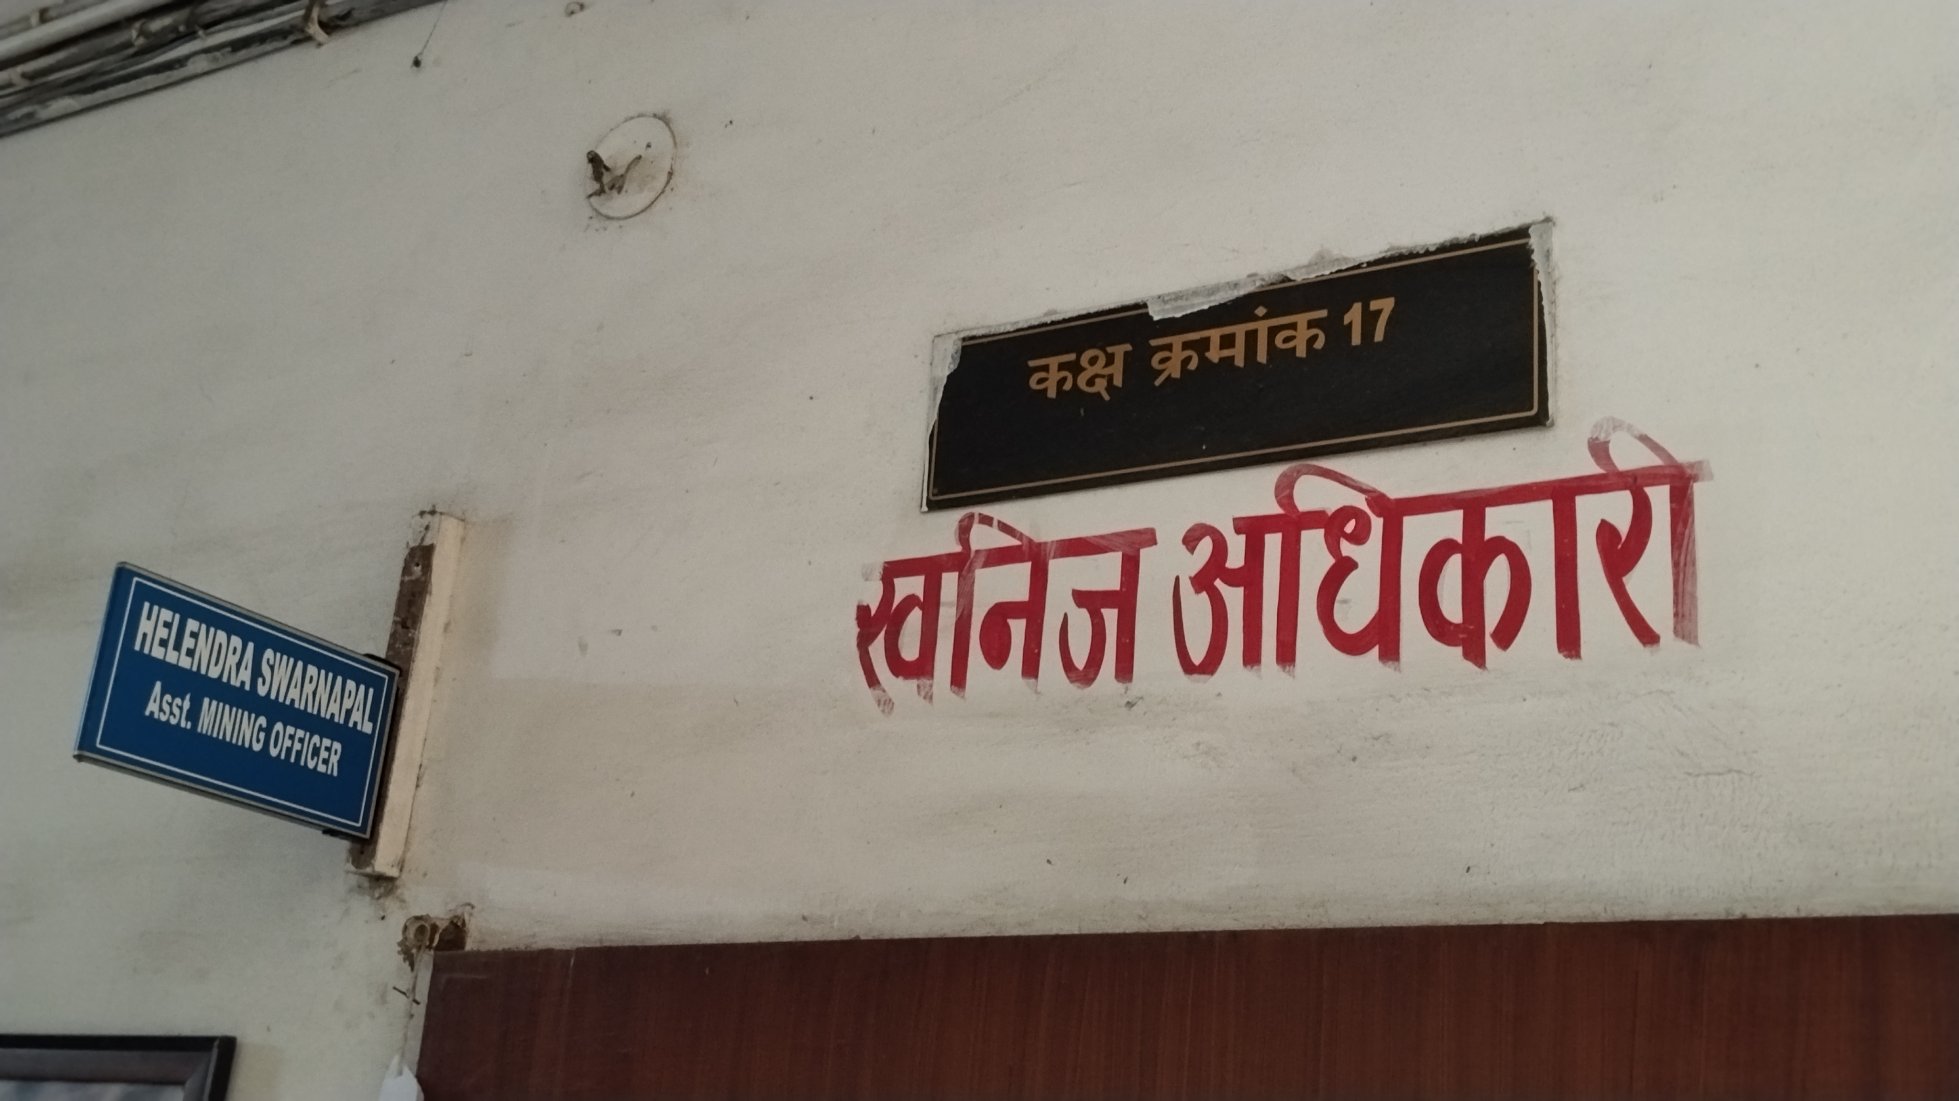 कक्ष क्रमांक 17
खनिज अधिकारी
HELENDRA SWARNAPAL
Asst. MINING OFFICER